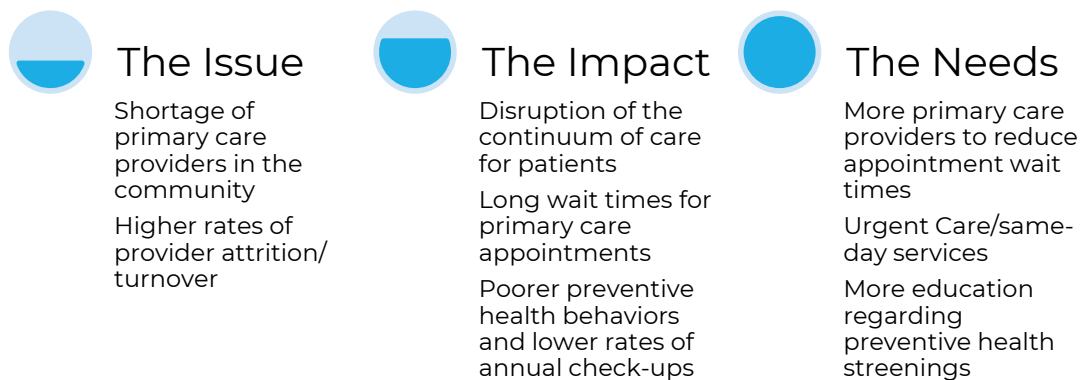 The Issue
Shortage of
primary care
providers in the
community
Higher rates of
provider attrition/
turnover
The Impact
Disruption of the
continuum of care
for patients
Long wait times for
primary care
appointments
Poorer preventive
health behaviors
and lower rates of
annual check-ups
The Needs
More primary care
providers to reduce
appointment wait
times
Urgent Care/same-
day services
More education
regarding
preventive health
streenings